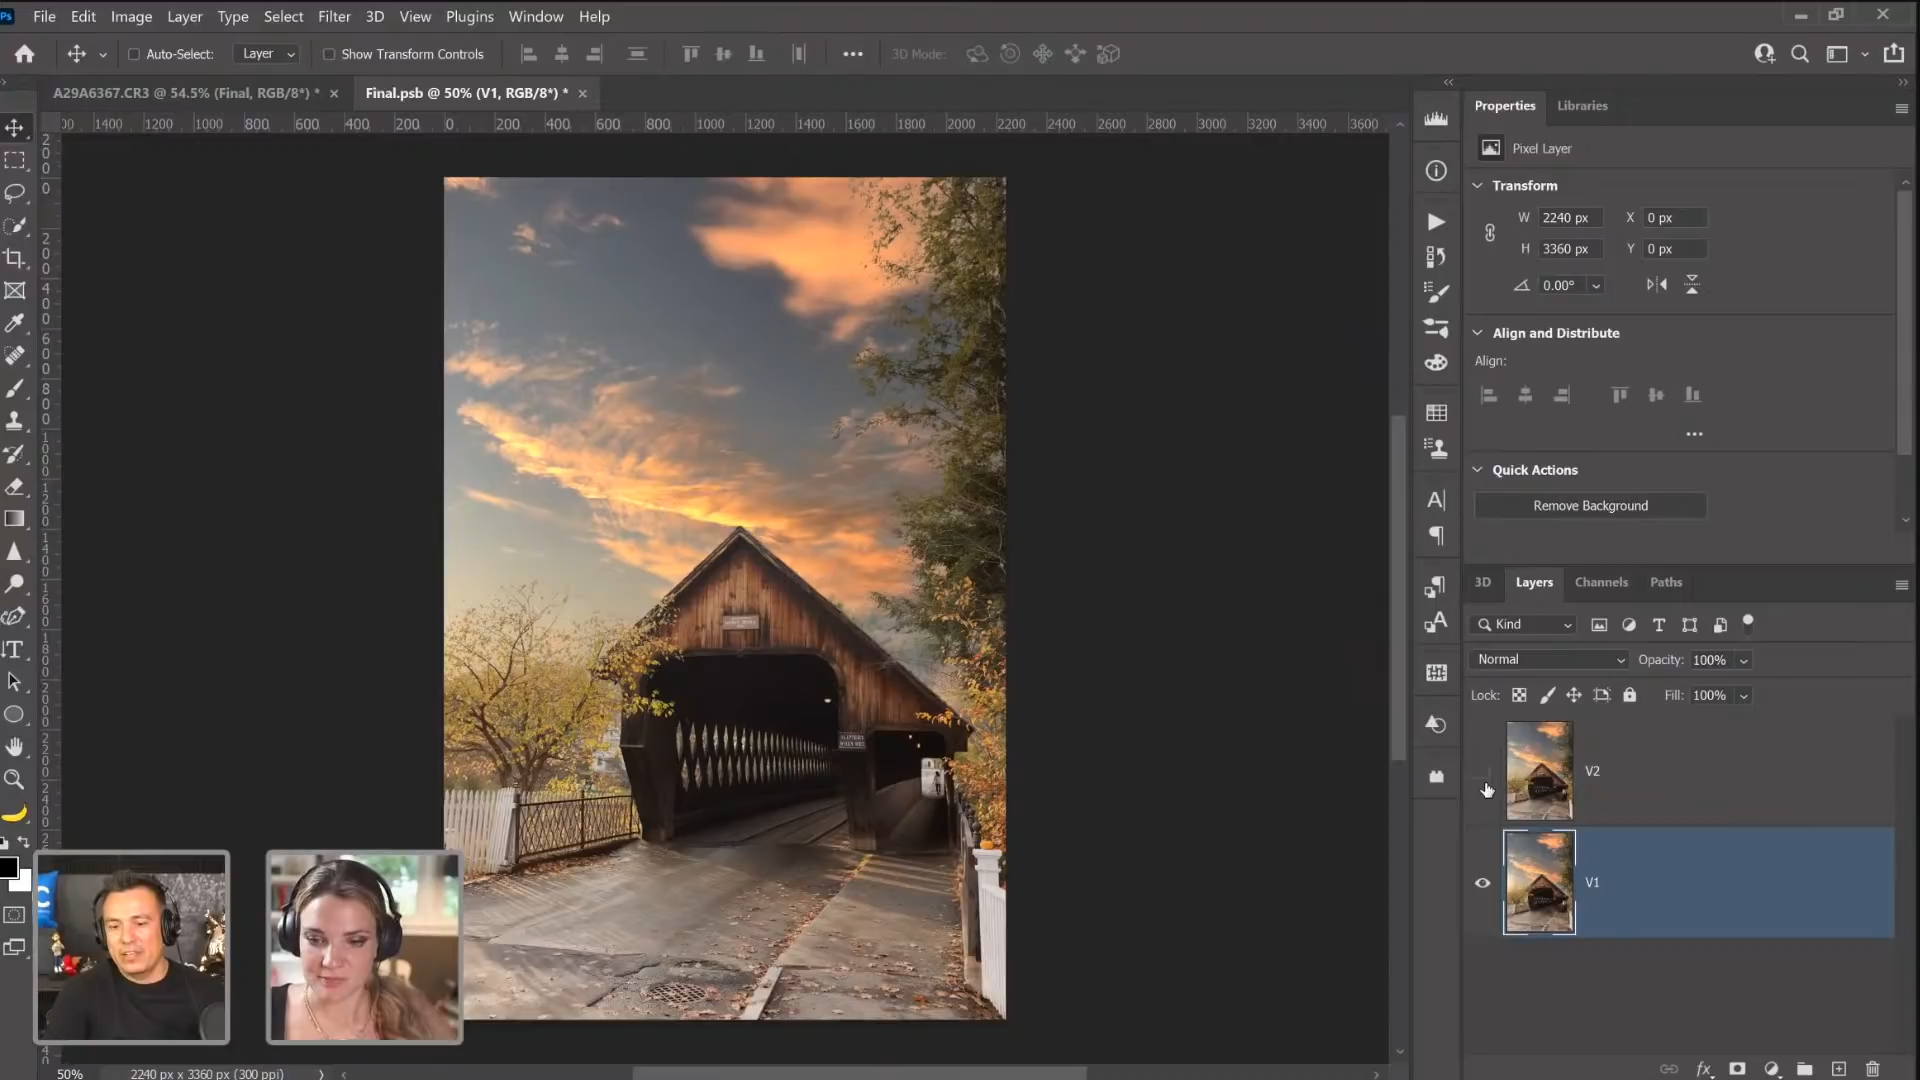 Ps File Edit Image Layer Type Select Filter 3D View Plugins Window Help
Auto-Select: Layer Show Transform Controls ••• 3D Mode:
A29A6367.CR3 @ 54.5% (Final, RGB/8*) * × Final.psb @ 50% (V1, RGB/8*) * ×
00 1400 1200 1000 800 600 400 200 0 200 400 600 800 1000 1200 1400 1600 1800 2000 2200 2400 2600 2800 3000 3200 3400 3600
Properties Libraries
Pixel Layer
Transform
W 2240 px X 0 px
H 3360 px Y 0 px
0.00°
Align and Distribute
Align:
•••
Quick Actions
Remove Background
3D Layers Channels Paths
Kind
Normal Opacity: 100%
Lock: Fill: 100%
V2
V1
SLIPPERY
WHEN WET
50% 2240 px x 3360 px (300 ppi)